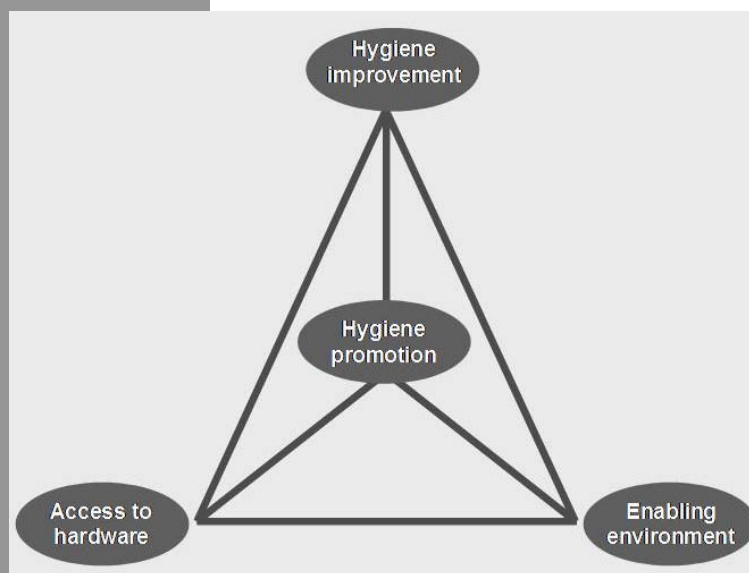 Hygiene
improvement
Hygiene
promotion
Access to
hardware
Enabling
environment